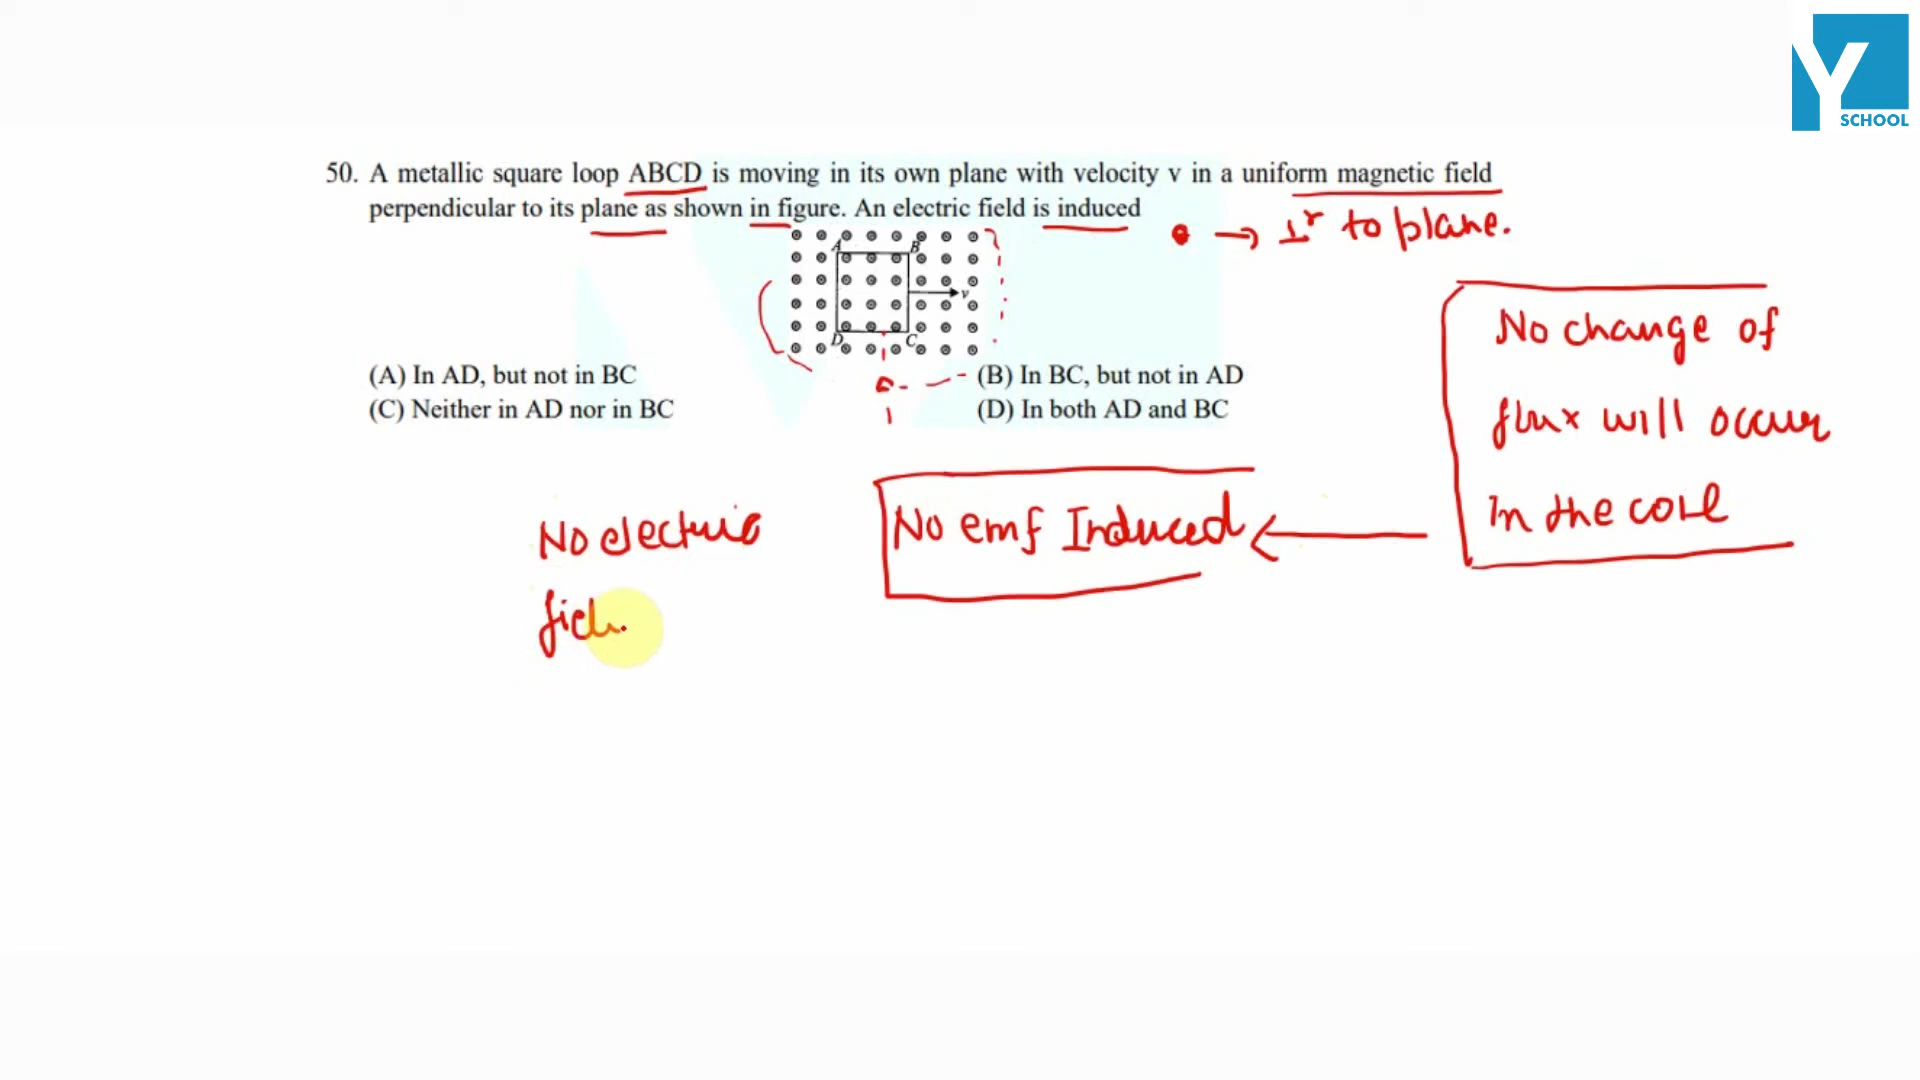 Y
SCHOOL
50. A metallic square loop ABCD is moving in its own plane with velocity v in a uniform magnetic field
perpendicular to its plane as shown in figure. An electric field is induced
→ ⊥r to plane.
A B
v
D C
(A) In AD, but not in BC
(B) In BC, but not in AD
(C) Neither in AD nor in BC
(D) In both AD and BC
No change of
flux will occur
In the
No emf Induced
No electric